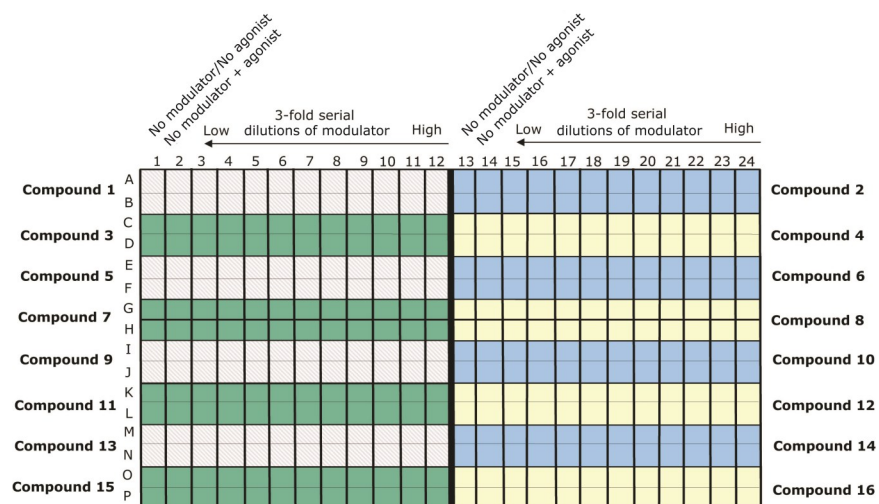 No modulator/No agonist
No modulator + agonist
No modulator/No agonist
No modulator + agonist
3-fold serial
Low dilutions of modulator High
3-fold serial
Low dilutions of modulator High
1 2 3 4 5 6 7 8 9 10 11 12 13 14 15 16 17 18 19 20 21 22 23 24
Compound 1 A Compound 2
B
C
Compound 3 D Compound 4
E
Compound 5 F Compound 6
G
Compound 7 H Compound 8
I
Compound 9 J Compound 10
K
Compound 11 L Compound 12
M
Compound 13 N Compound 14
O
Compound 15 P Compound 16